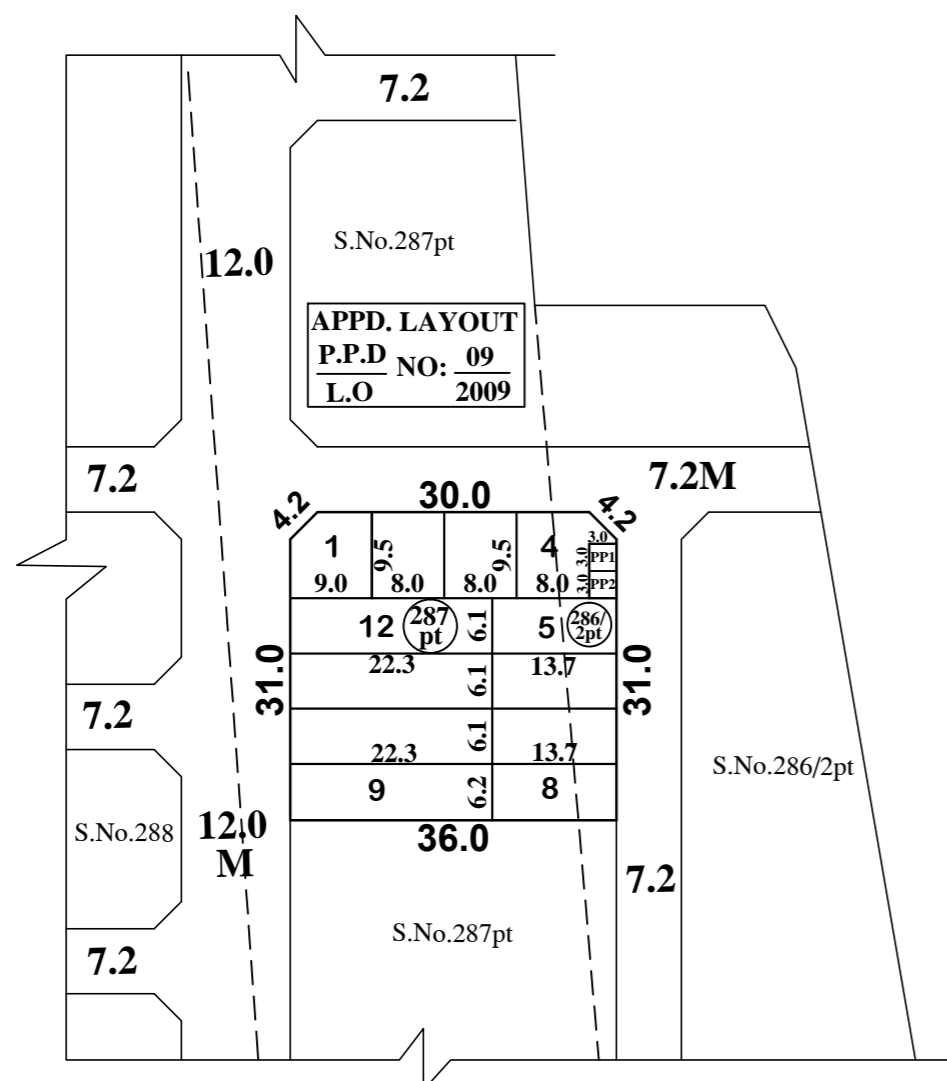 7.2
S.No.287pt
12.0
APPD. LAYOUT
P.P.D
L.O
NO:
09
2009
7.2
7.2M
4.2
30.0
4.2
1
9.5
9.5
4
3.0
3.0
PP1
9.0
8.0
8.0
8.0
3.0
PP2
12
287
pt
6.1
5
286/
2pt
31.0
22.3
6.1
13.7
31.0
7.2
6.1
22.3
13.7
S.No.286/2pt
9
6.2
8
S.No.288
12.0
M
36.0
7.2
S.No.287pt
7.2